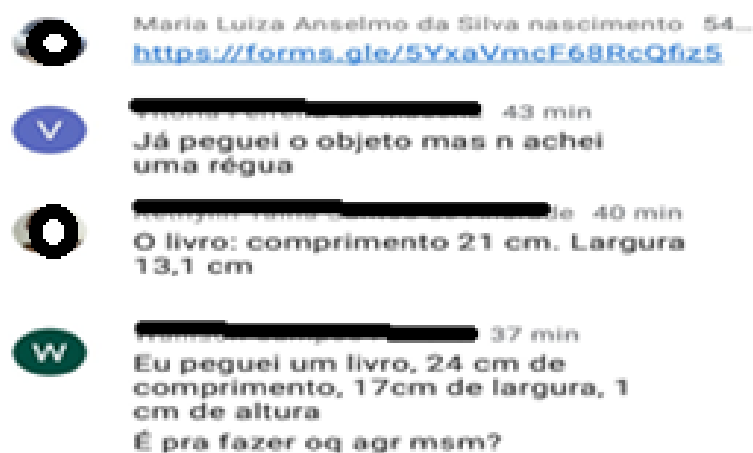 Maria Luiza Anselmo da Silva nascimento 54...
https://forms.gle/5YxaVmcF68RcQfiz5
43 min
Já peguei o objeto mas n achei
uma régua
40 min
O livro: comprimento 21 cm. Largura
13,1 cm
37 min
Eu peguei um livro, 24 cm de
comprimento, 17cm de largura, 1
cm de altura
É pra fazer oq agr msm?
V
W